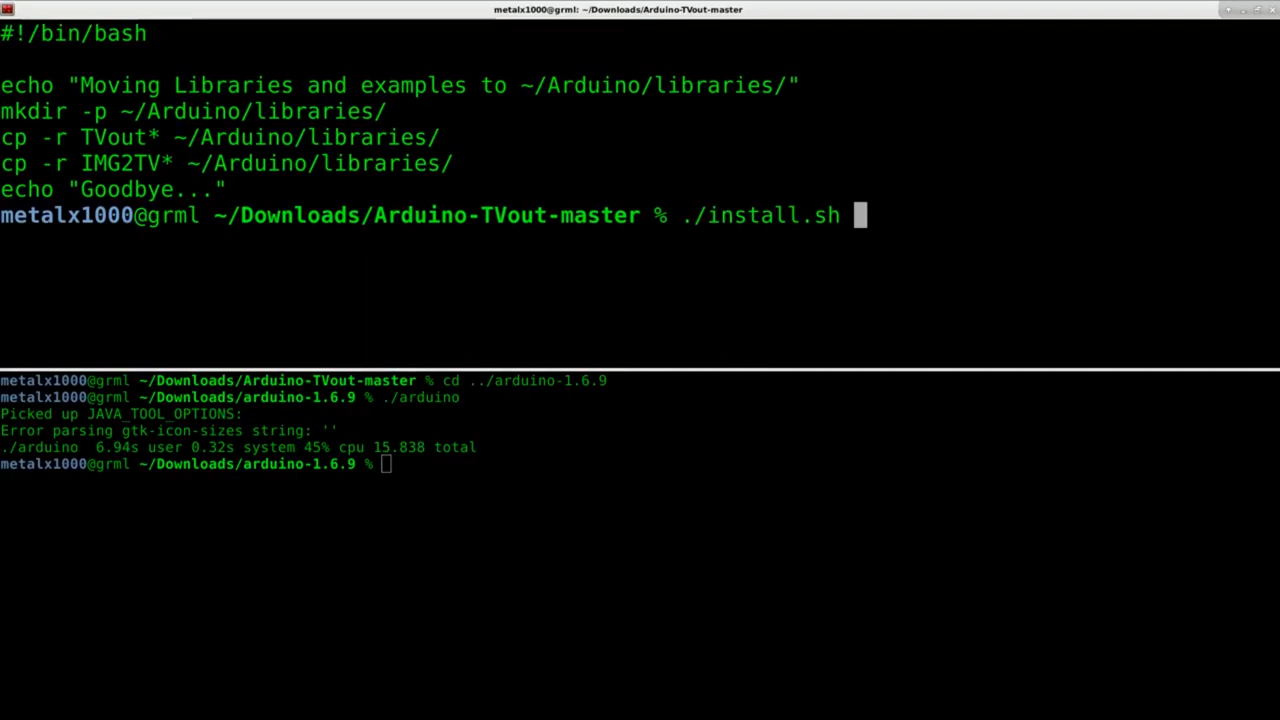 metalx1000@grml: ~/Downloads/Arduino-TVout-master
#!/bin/bash
echo "Moving Libraries and examples to ~/Arduino/libraries/"
mkdir -p ~/Arduino/libraries/
cp -r TVout* ~/Arduino/libraries/
cp -r IMG2TV* ~/Arduino/libraries/
echo "Goodbye..."
metalx1000@grml ~/Downloads/Arduino-TVout-master % ./install.sh
metalx1000@grml ~/Downloads/Arduino-TVout-master % cd ../arduino-1.6.9
metalx1000@grml ~/Downloads/arduino-1.6.9 % ./arduino
Picked up JAVA_TOOL_OPTIONS:
Error parsing gtk-icon-sizes string: ''
./arduino  6.94s user 0.32s system 45% cpu 15.838 total
metalx1000@grml ~/Downloads/arduino-1.6.9 %